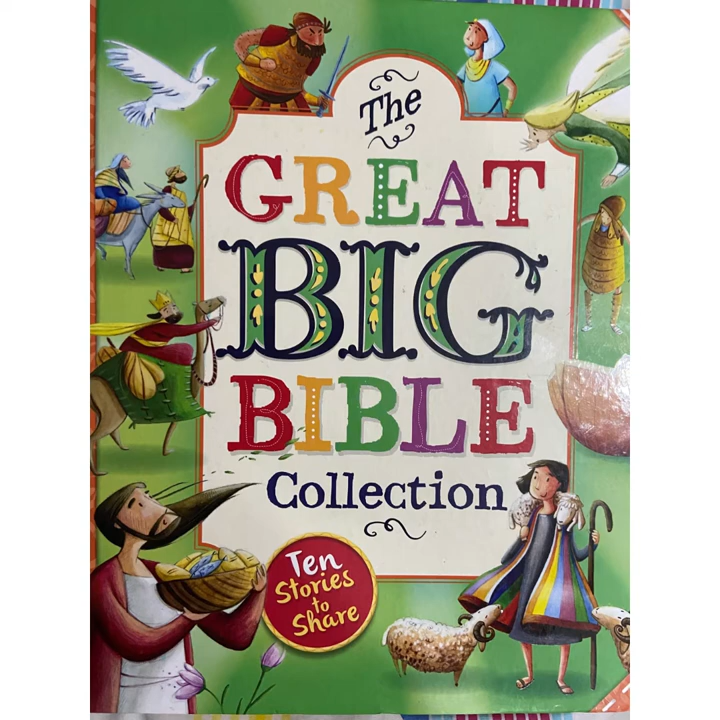 The
GREAT
BIG
BIBLE
Collection
Ten
Stories
to
Share